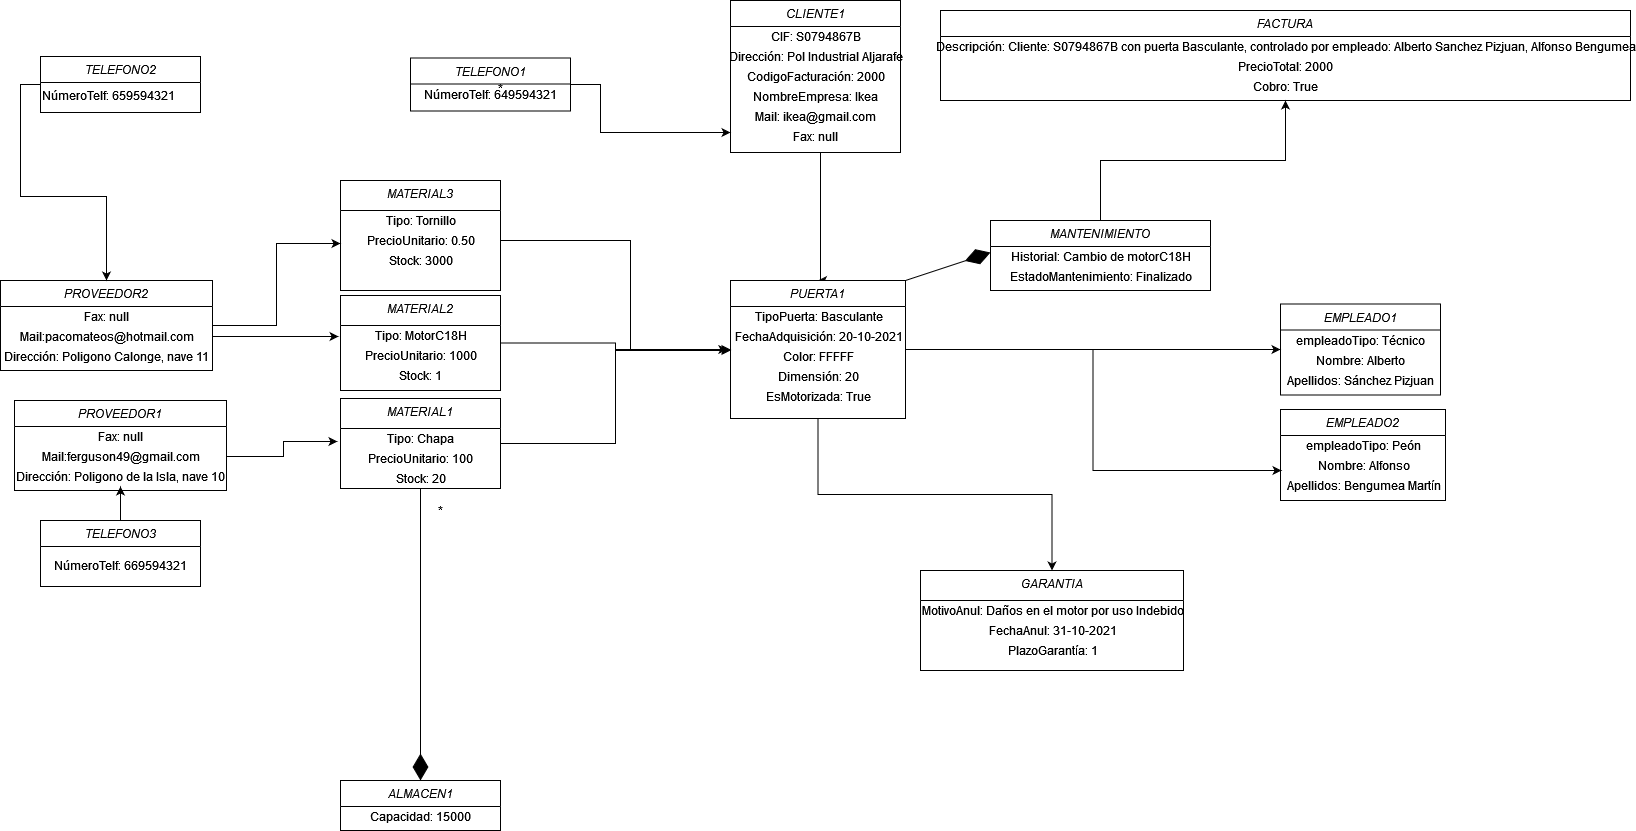 CLIENTE1
CIF: S0794867B
Dirección: Pol Industrial Aljarafe
CodigoFacturación: 2000
NombreEmpresa: Ikea
Mail: ikea@gmail.com
Fax: null
FACTURA
Descripción: Cliente: S0794867B con puerta Basculante, controlado por empleado: Alberto Sanchez Pizjuan, Alfonso Bengumea
PrecioTotal: 2000
Cobro: True
TELEFONO2
NúmeroTelf: 659594321
TELEFONO1
*
NúmeroTelf: 649594321
MATERIAL3
Tipo: Tornillo
PrecioUnitario: 0.50
Stock: 3000
MANTENIMIENTO
Historial: Cambio de motorC18H
EstadoMantenimiento: Finalizado
PROVEEDOR2
Fax: null
Mail:pacomateos@hotmail.com
Dirección: Poligono Calonge, nave 11
MATERIAL2
Tipo: MotorC18H
PrecioUnitario: 1000
Stock: 1
PUERTA1
TipoPuerta: Basculante
FechaAdquisición: 20-10-2021
Color: FFFFF
Dimensión: 20
EsMotorizada: True
EMPLEADO1
empleadoTipo: Técnico
Nombre: Alberto
Apellidos: Sánchez Pizjuan
PROVEEDOR1
Fax: null
Mail:ferguson49@gmail.com
Dirección: Poligono de la Isla, nave 10
MATERIAL1
Tipo: Chapa
PrecioUnitario: 100
Stock: 20
*
EMPLEADO2
empleadoTipo: Peón
Nombre: Alfonso
Apellidos: Bengumea Martín
TELEFONO3
NúmeroTelf: 669594321
GARANTIA
MotivoAnul: Daños en el motor por uso Indebido
FechaAnul: 31-10-2021
PlazoGarantía: 1
ALMACEN1
Capacidad: 15000